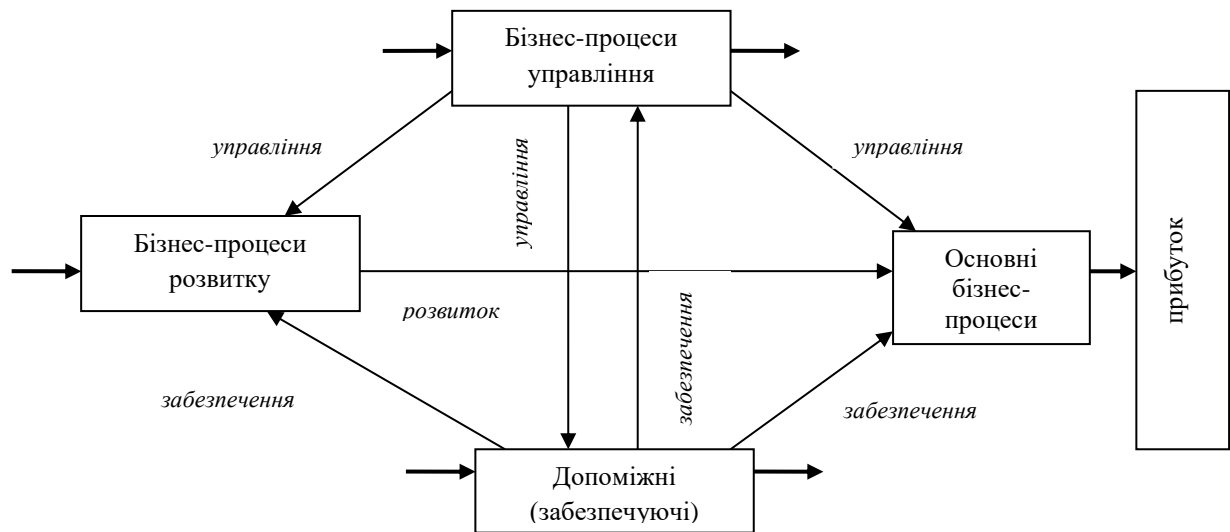 Бізнес-процеси
управління
управління
управління
управління
Бізнес-процеси
розвитку
розвиток
Основні
бізнес-
процеси
прибуток
забезпечення
забезпечення
забезпечення
Допоміжні
(забезпечуючі)